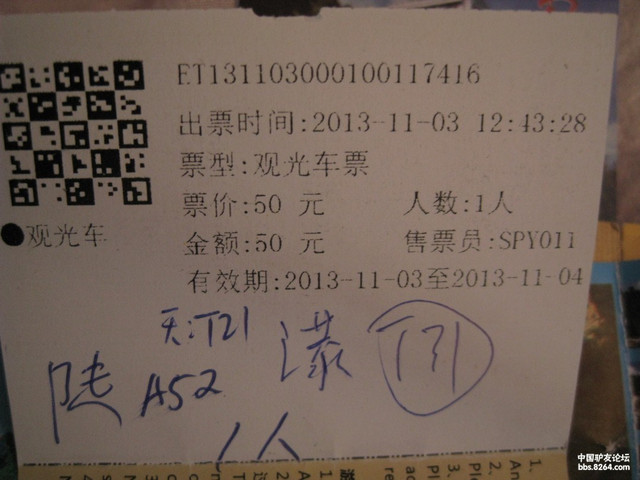 ET131103000100117416
出票时间:2013-11-03 12:43:28
票型:观光车票
票价:50 元 人数:1人
●观光车
金额:50 元 售票员:SPY011
有效期:2013-11-03至2013-11-04
天:T21
A52
T31
1人
中国驴友论坛
bbs.8264.com